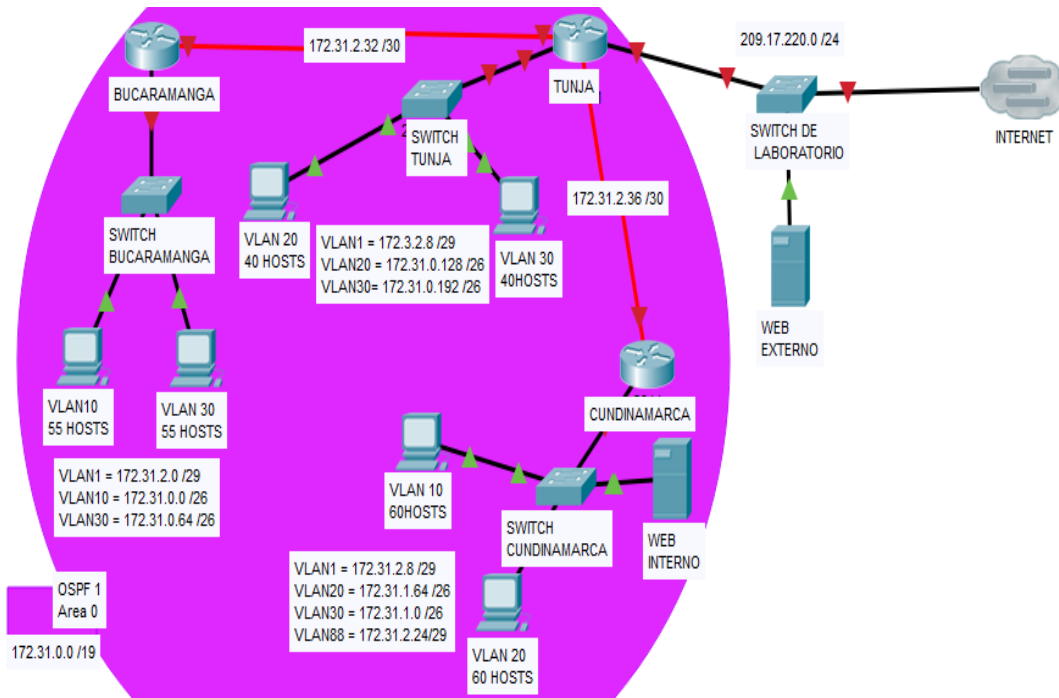 172.31.2.32 /30
BUCARAMANGA
TUNJA
209.17.220.0 /24
SWITCH DE
LABORATORIO
INTERNET
SWITCH
TUNJA
172.31.2.36 /30
VLAN 20
40 HOSTS
VLAN1 = 172.3.2.8 /29
VLAN20 = 172.31.0.128 /26
VLAN30= 172.31.0.192 /26
VLAN 30
40HOSTS
SWITCH
BUCARAMANGA
WEB
EXTERNO
VLAN10
55 HOSTS
VLAN 30
55 HOSTS
CUNDINAMARCA
VLAN1 = 172.31.2.0 /29
VLAN10 = 172.31.0.0 /26
VLAN30 = 172.31.0.64 /26
VLAN 10
60HOSTS
SWITCH
CUNDINAMARCA
WEB
INTERNO
VLAN1 = 172.31.2.8 /29
VLAN20 = 172.31.1.64 /26
VLAN30 = 172.31.1.0 /26
VLAN88 = 172.31.2.24/29
VLAN 20
60 HOSTS
OSPF 1
Area 0
172.31.0.0 /19